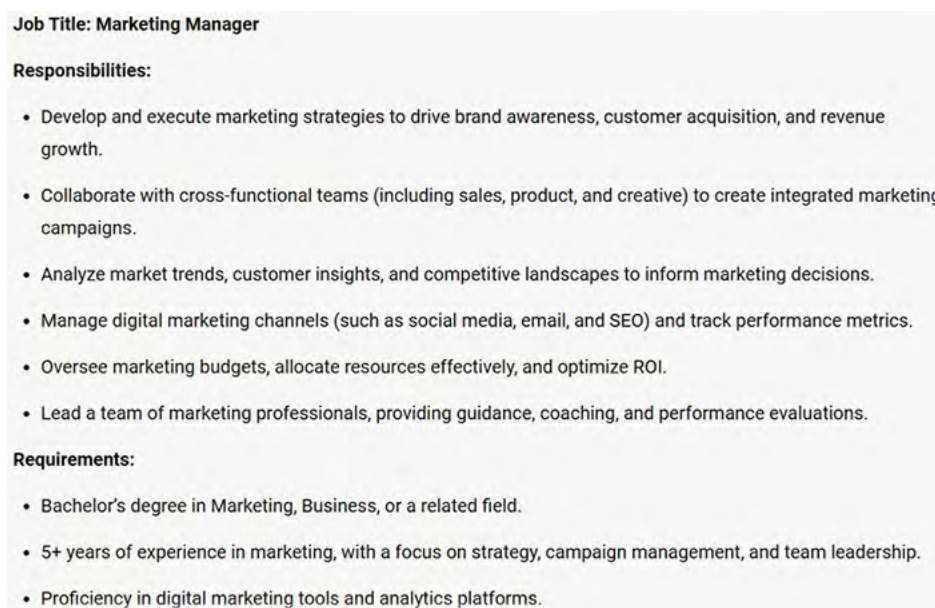 Job Title: Marketing Manager
Responsibilities:
• Develop and execute marketing strategies to drive brand awareness, customer acquisition, and revenue
growth.
• Collaborate with cross-functional teams (including sales, product, and creative) to create integrated marketing
campaigns.
• Analyze market trends, customer insights, and competitive landscapes to inform marketing decisions.
• Manage digital marketing channels (such as social media, email, and SEO) and track performance metrics.
• Oversee marketing budgets, allocate resources effectively, and optimize ROI.
• Lead a team of marketing professionals, providing guidance, coaching, and performance evaluations.
Requirements:
• Bachelor's degree in Marketing, Business, or a related field.
• 5+ years of experience in marketing, with a focus on strategy, campaign management, and team leadership.
• Proficiency in digital marketing tools and analytics platforms.